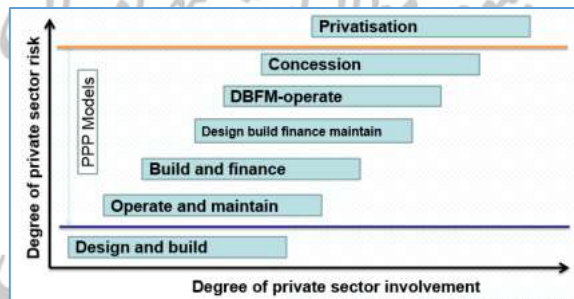 Privatisation
Concession
DBFM-operate
Design build finance maintain
Build and finance
Operate and maintain
Design and build
PPP Models
Degree of private sector risk
Degree of private sector involvement